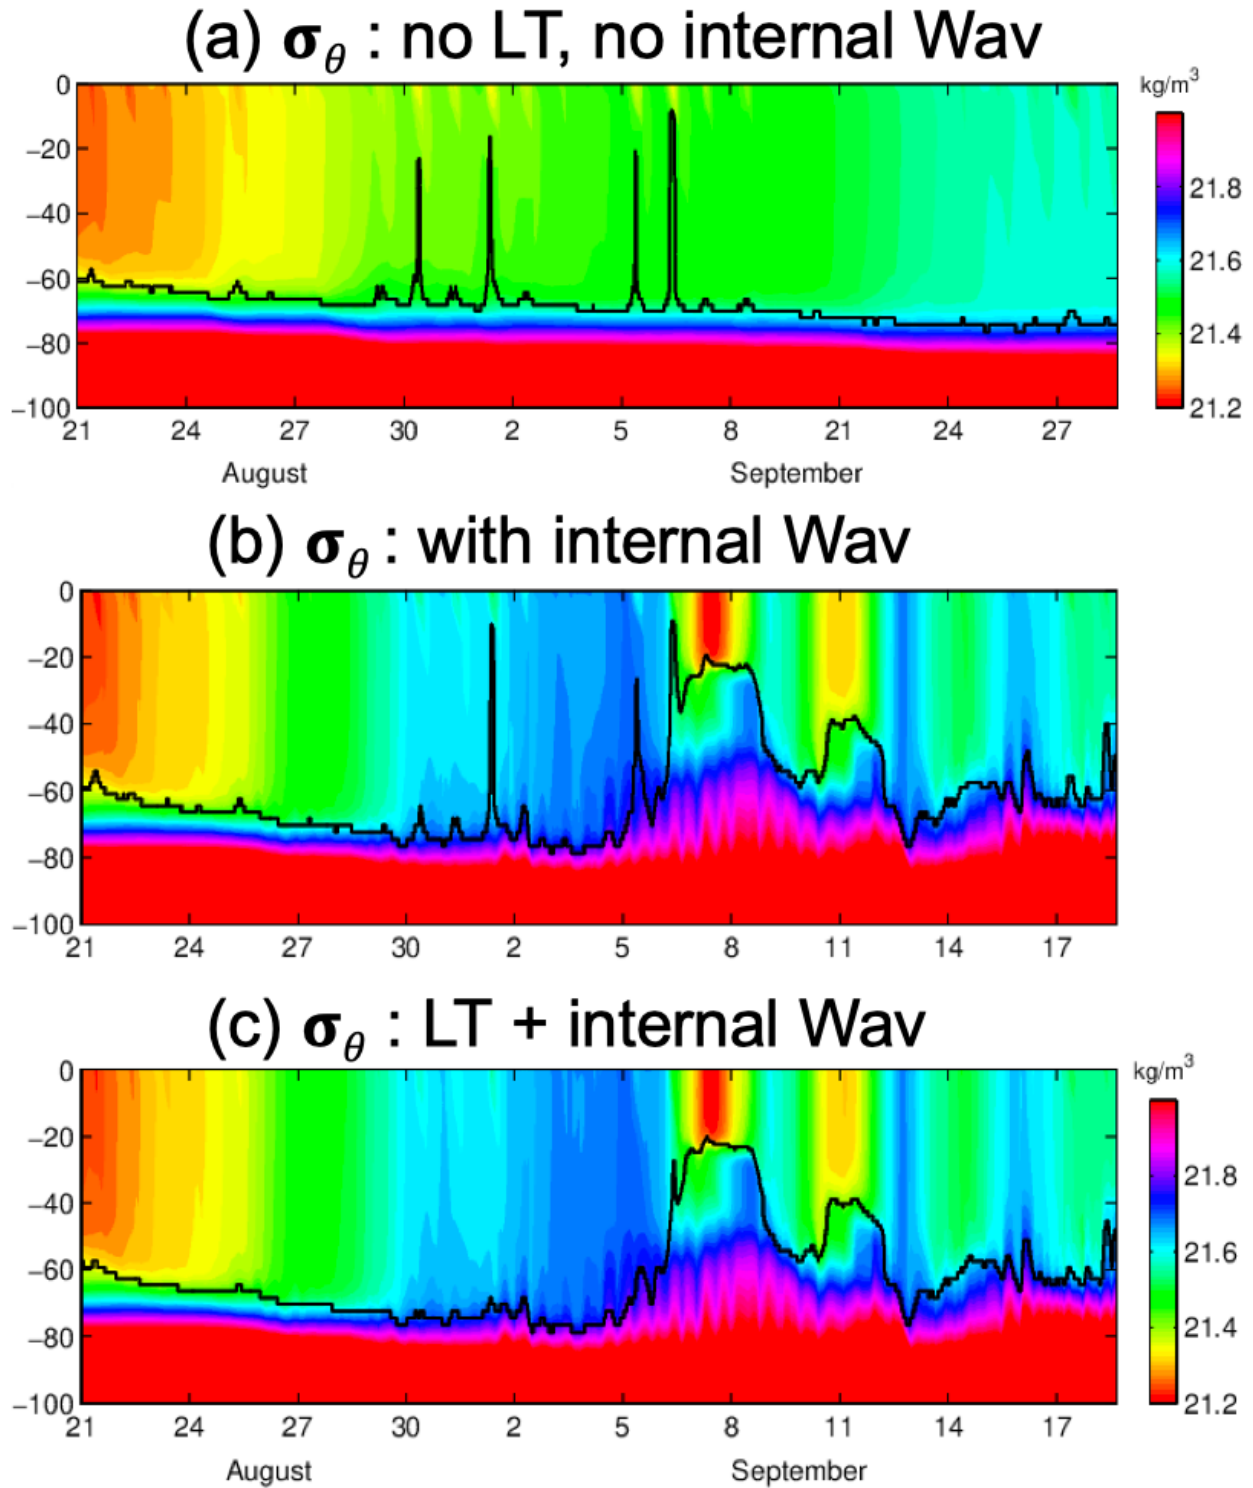 (a) σθ : no LT, no internal Wav
kg/m3
0
−20
−40
−60
−80
−100
21.8
21.6
21.4
21.2
21 24 27 30 2 5 8 21 24 27
August September
(b) σθ : with internal Wav
0
−20
−40
−60
−80
−100
21 24 27 30 2 5 8 11 14 17
(c) σθ : LT + internal Wav
kg/m3
0
−20
−40
−60
−80
−100
21.8
21.6
21.4
21.2
21 24 27 30 2 5 8 11 14 17
August September